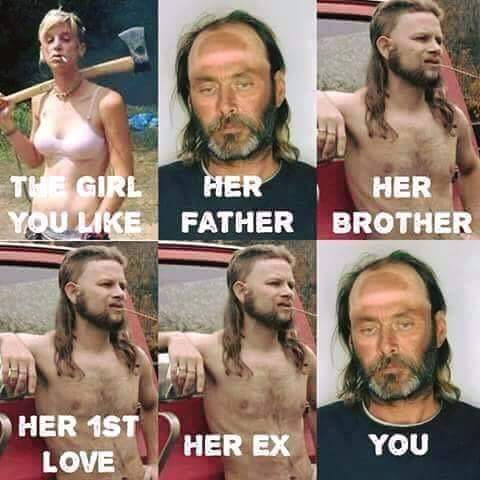 THE GIRL
YOU LIKE
HER
FATHER
HER
BROTHER
HER 1ST
LOVE
HER EX
YOU